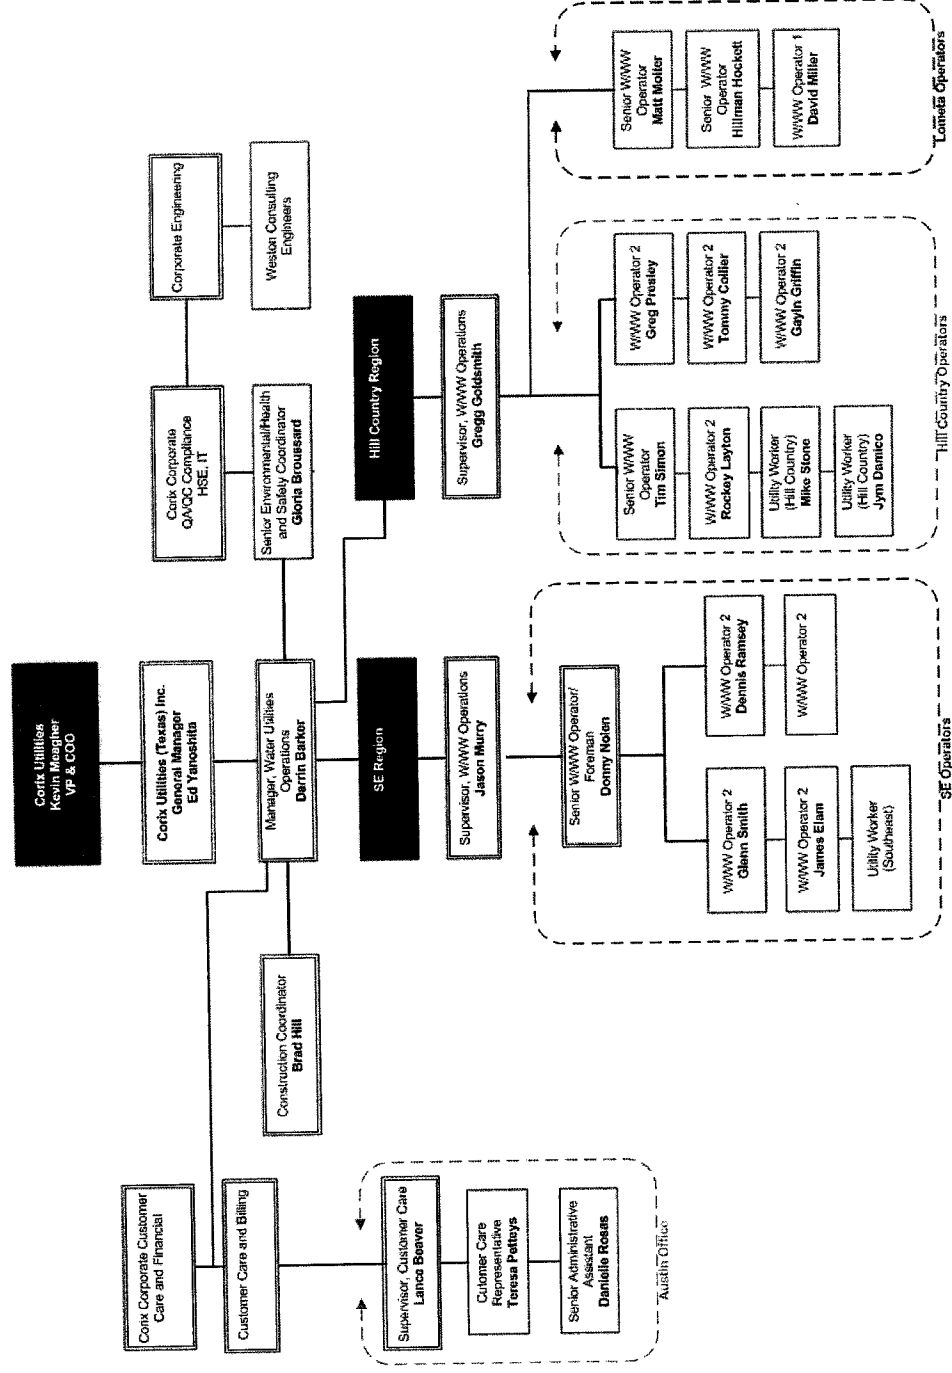 Corix Utilities
Kevin Meagher
VP & COO
Corix Utilities (Texas) Inc.
General Manager
Ed Yanoshita
Manager, Water Utilities
Operations
Darrin Barker
Corix Corporate Customer
Care and Financial
Customer Care and Billing
Supervisor, Customer Care
Lance Beaver
Cutomer Care
Representative
Teresa Petteys
Senior Administrative
Assistant
Danielle Rosas
Austin Office
Construction Coordinator
Brad Hill
Corix Corporate
QA/QC Compliance
HSE, IT
Corporate Engineering
Weston Consulting
Engineers
Senior Enviromental/Health
and Safety Coordinator
Gloria Broussard
SE Region
Supervisor, W/WW Operations
Jason Murry
Senior W/WW Operator/
Foreman
Donny Nolen
W/WW Operator 2
Glenn Smith
W/WW Operator 2
James Elam
Utility Worker
(Southeast)
W/WW Operator 2
Dennis Ramsey
W/WW Operator 2
SE Operators
Hill Country Region
Supervisor, W/WW Operations
Gregg Goldsmith
Senior W/WW
Operator
Tim Simon
W/WW Operator 2
Rockey Layton
Utility Worker
(Hill Country)
Mike Stone
Utility Worker
(Hill Country)
Jym Damico
W/WW Operator 2
Greg Presley
W/WW Operator 2
Tommy Collier
W/WW Operator 2
Gayln Griffin
Hill Country Operators
Senior W/WW
Operator
Matt Molter
Senior W/WW
Operator
Hillman Hockett
W/WW Operator 1
David Miller
Lometa Operators